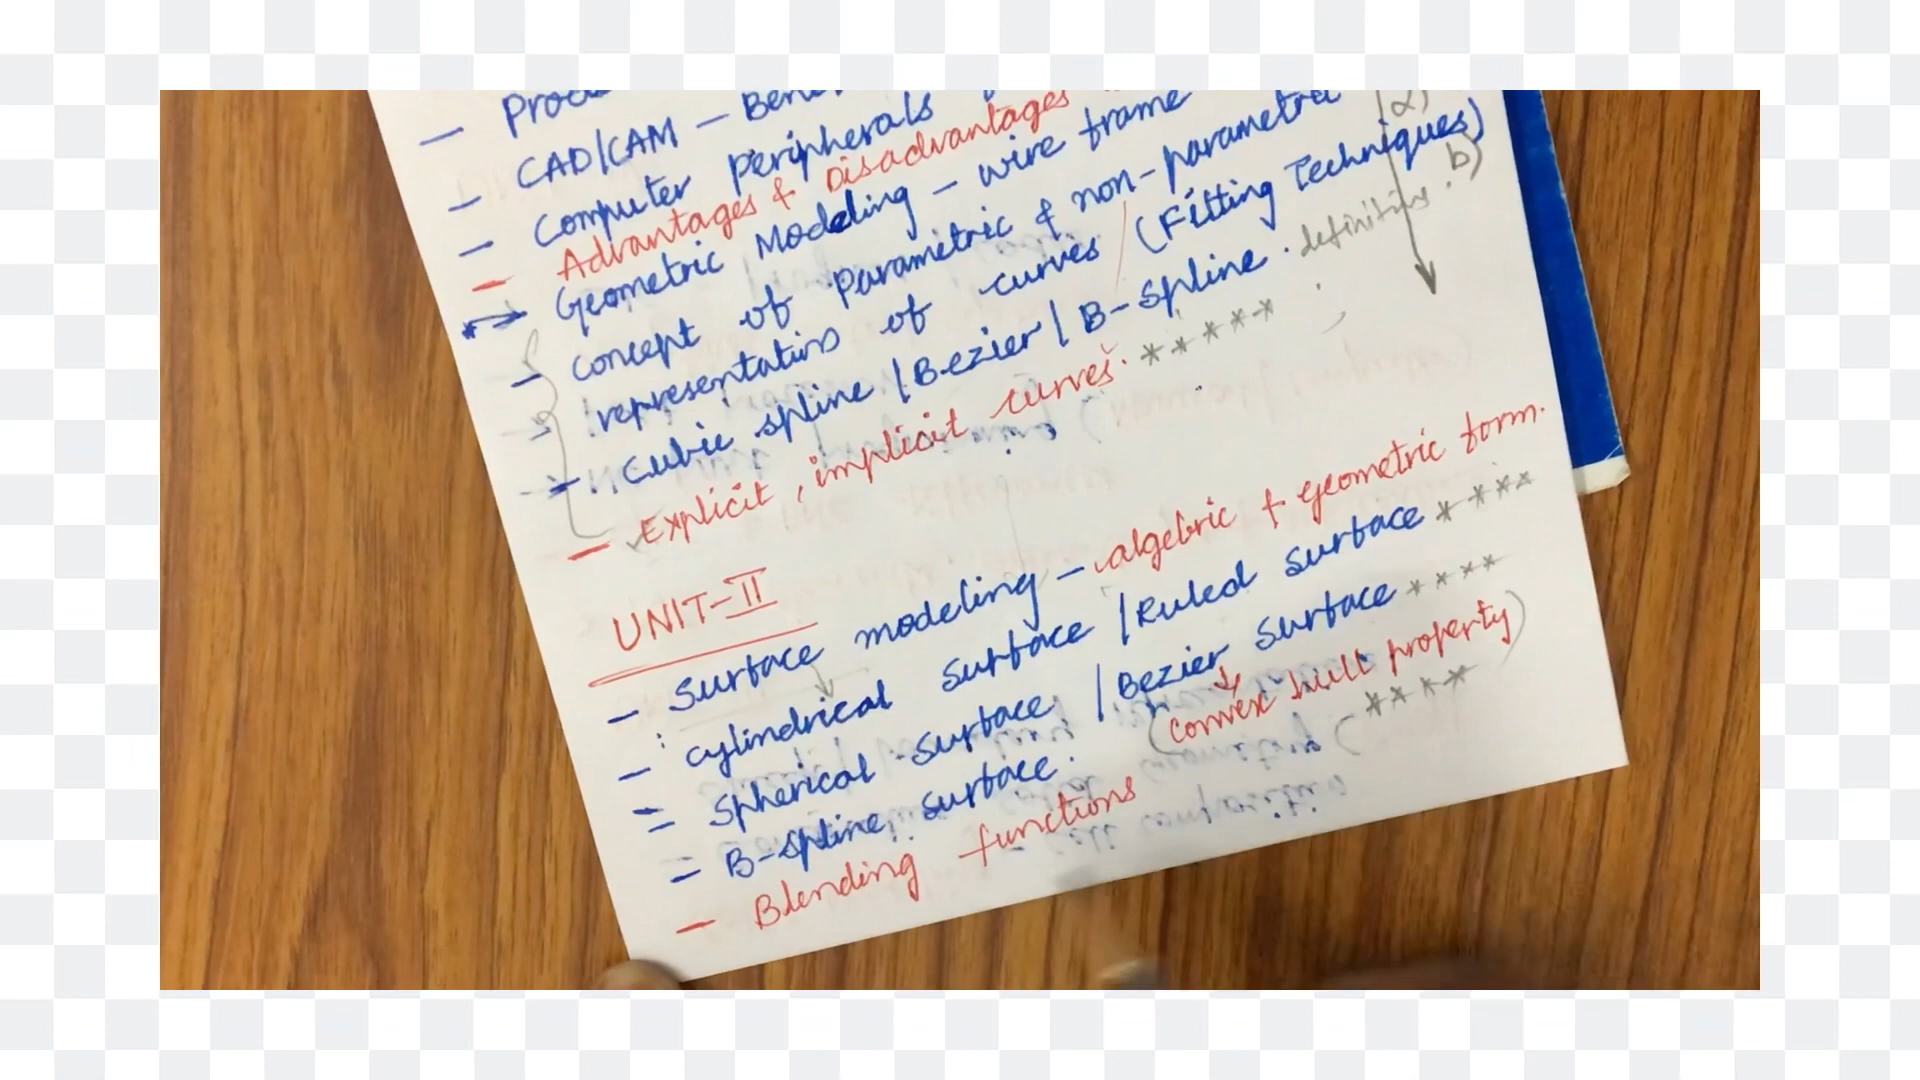 - CAD/CAM -
- Computer Peripherals
- Advantages & Disadvantages
a)
→ Geometric Modeling - wire frame
- concept of parametric & non-parametric
representations of curves (Fitting Techniques)
b)
- cubic spline / Bezier / B-spline. definitions.
- Explicit, implicit curves. *****
UNIT-II
- Surface modeling - algebric + geometric form.
- cylindrical surface / Ruled surface ****
= Spherical surface / Bezier surface ****
(convex hull property)
= B-spline surface. ****
- Blending functions